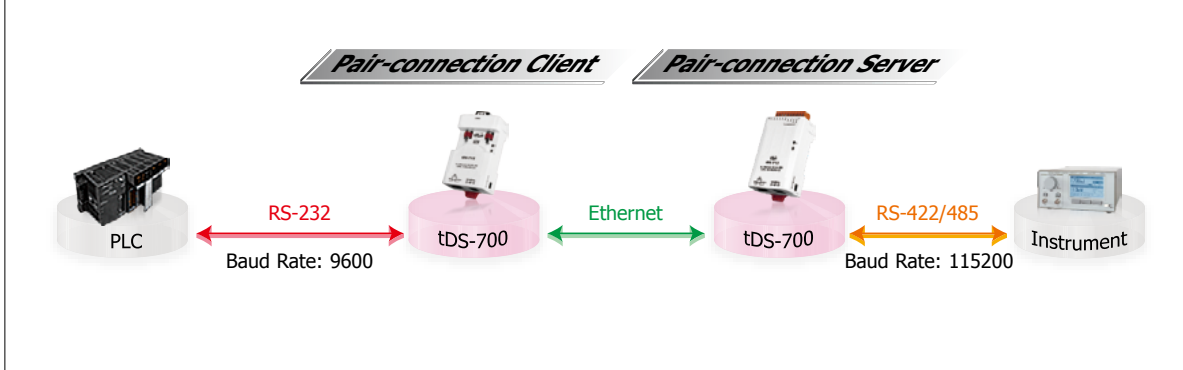 Pair-connection Client
Pair-connection Server
RS-232
Ethernet
RS-422/485
PLC
tDS-700
tDS-700
Instrument
Baud Rate: 9600
Baud Rate: 115200